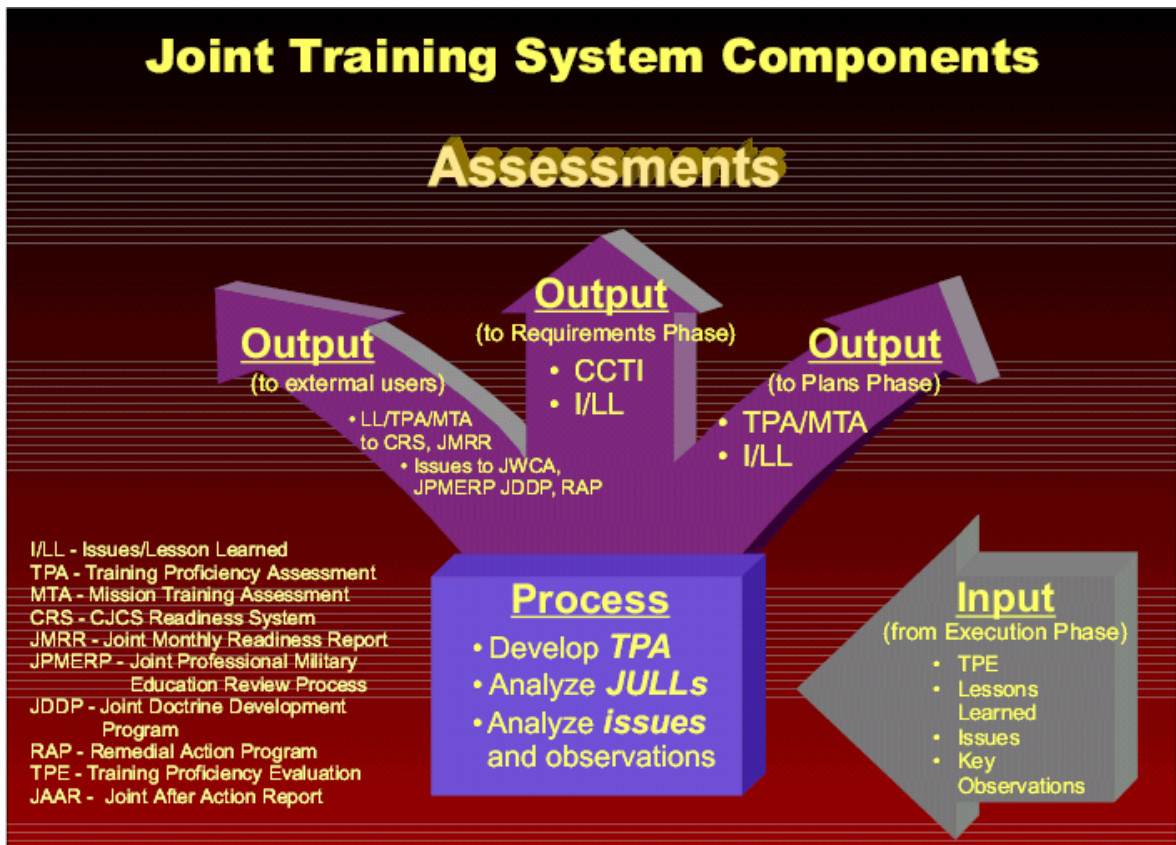 Joint Training System Components
Assessments
Output
(to extermal users)
• LL/TPA/MTA
to CRS, JMRR
• Issues to JWCA,
JPMERP JDDP, RAP
Output
(to Requirements Phase)
• CCTI
• I/LL
Output
(to Plans Phase)
• TPA/MTA
• I/LL
I/LL - Issues/Lesson Learned
TPA - Training Proficiency Assessment
MTA - Mission Training Assessment
CRS - CJCS Readiness System
JMRR - Joint Monthly Readiness Report
JPMERP - Joint Professional Military
Education Review Process
JDDP - Joint Doctrine Development
Program
RAP - Remedial Action Program
TPE - Training Proficiency Evaluation
JAAR - Joint After Action Report
Process
• Develop TPA
• Analyze JULLs
• Analyze issues
and observations
Input
(from Execution Phase)
• TPE
• Lessons
Learned
• Issues
• Key
Observations